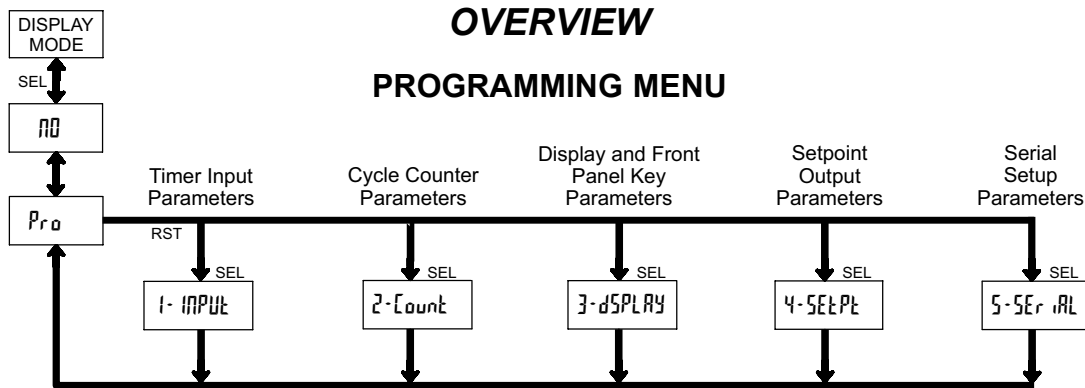 OVERVIEW
PROGRAMMING MENU
DISPLAY
MODE
SEL
NO
Pro
RST
Timer Input
Parameters
Cycle Counter
Parameters
Display and Front
Panel Key
Parameters
Setpoint
Output
Parameters
Serial
Setup
Parameters
SEL
SEL
SEL
SEL
SEL
1-INPUt
2-Count
3-dSPLAY
4-SEtPt
5-SEriAL